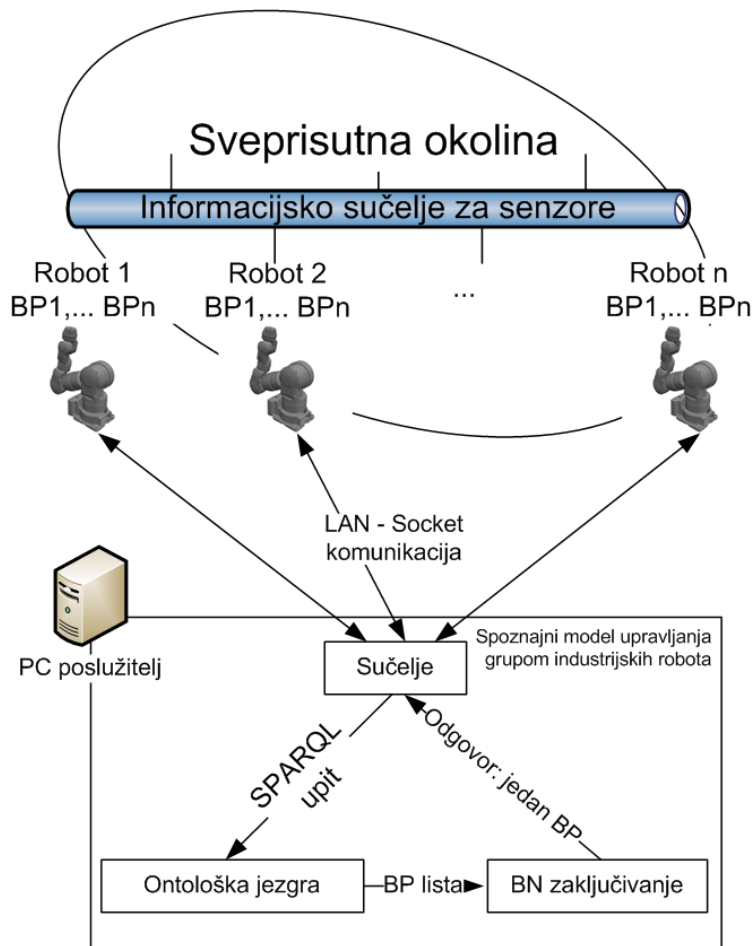 Sveprisutna okolina
Informacijsko sučelje za senzore
Robot 1
BP1,... BPn
Robot 2
BP1,... BPn
...
Robot n
BP1,... BPn
LAN - Socket
komunikacija
PC poslužitelj
Spoznajni model upravljanja
grupom industrijskih robota
Sučelje
SPARQL
upit
Odgovor: jedan BP
Ontološka jezgra
BP lista
BN zaključivanje